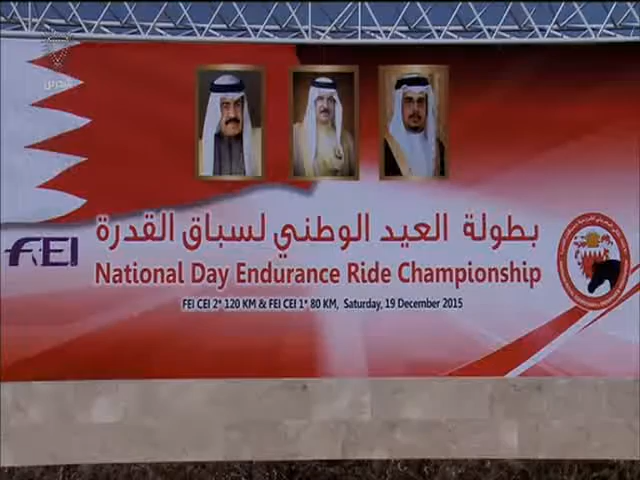 البحرين
بطولة العيد الوطني لسباق القدرة
FEI
National Day Endurance Ride Championship
FEI CEI 2* 120 KM & FEI CEI 1* 80 KM, Saturday, 19 December 2015